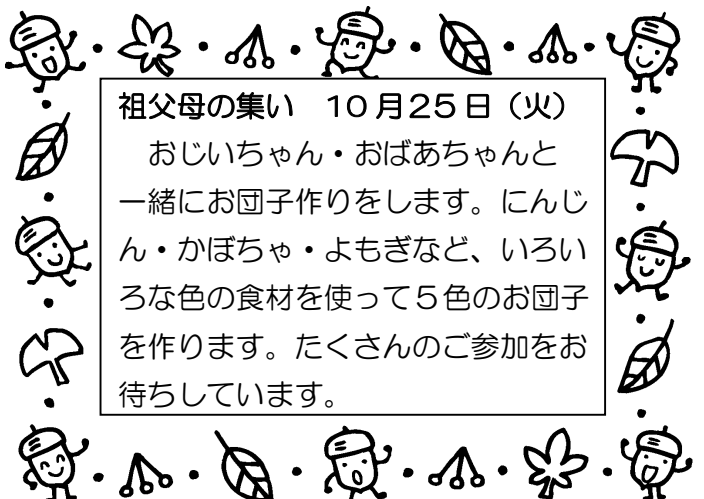 祖父母の集い　10月25日（火）
　おじいちゃん・おばあちゃんと
一緒にお団子作りをします。にんじ
ん・かぼちゃ・よもぎなど、いろい
ろな色の食材を使って５色のお団子
を作ります。たくさんのご参加をお
待ちしています。